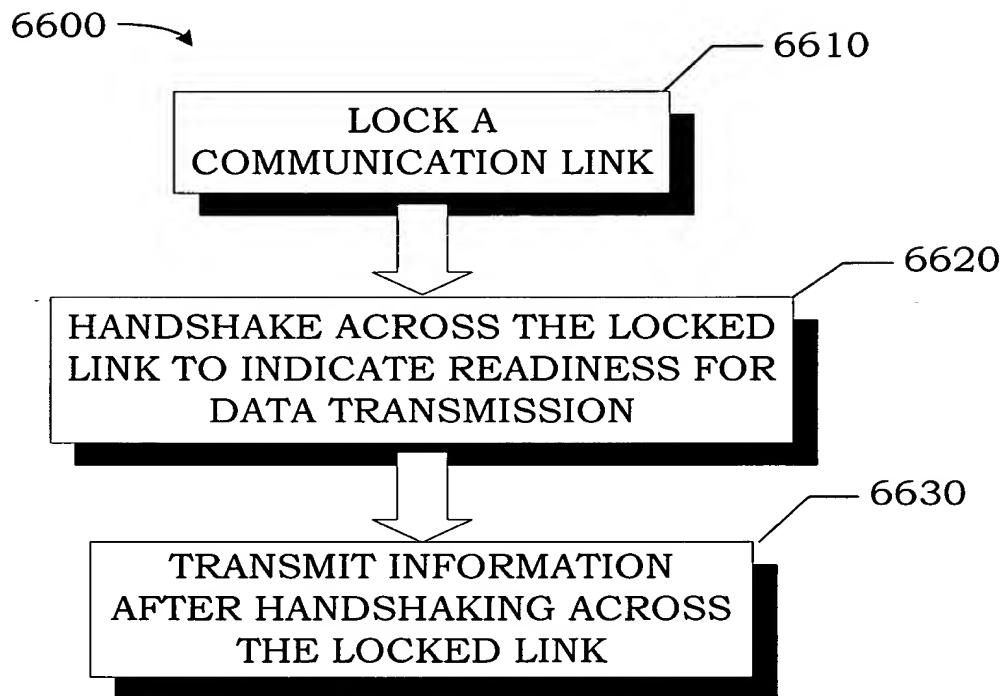 6600
6610
LOCK A
COMMUNICATION LINK
6620
HANDSHAKE ACROSS THE LOCKED
LINK TO INDICATE READINESS FOR
DATA TRANSMISSION
6630
TRANSMIT INFORMATION
AFTER HANDSHAKING ACROSS
THE LOCKED LINK